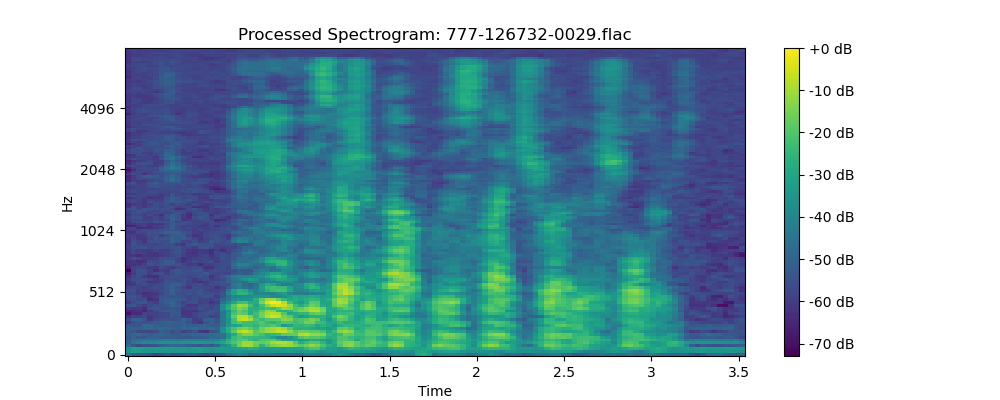 Processed Spectrogram: 777-126732-0029.flac
+0 dB
-10 dB
-20 dB
-30 dB
-40 dB
-50 dB
-60 dB
-70 dB
Hz
4096
2048
1024
512
0
0 0.5 1 1.5 2 2.5 3 3.5
Time